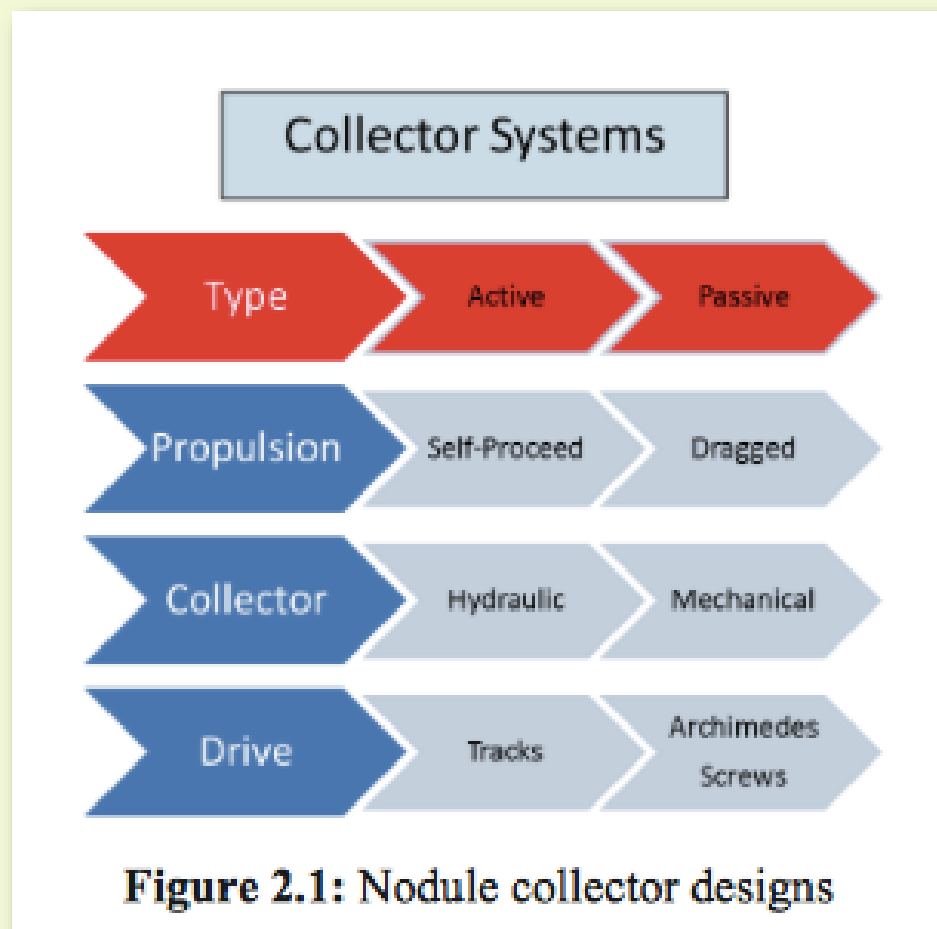 Collector Systems
Type Active Passive
Propulsion Self-Proceed Dragged
Collector Hydraulic Mechanical
Drive Tracks Archimedes
Screws
Figure 2.1: Nodule collector designs